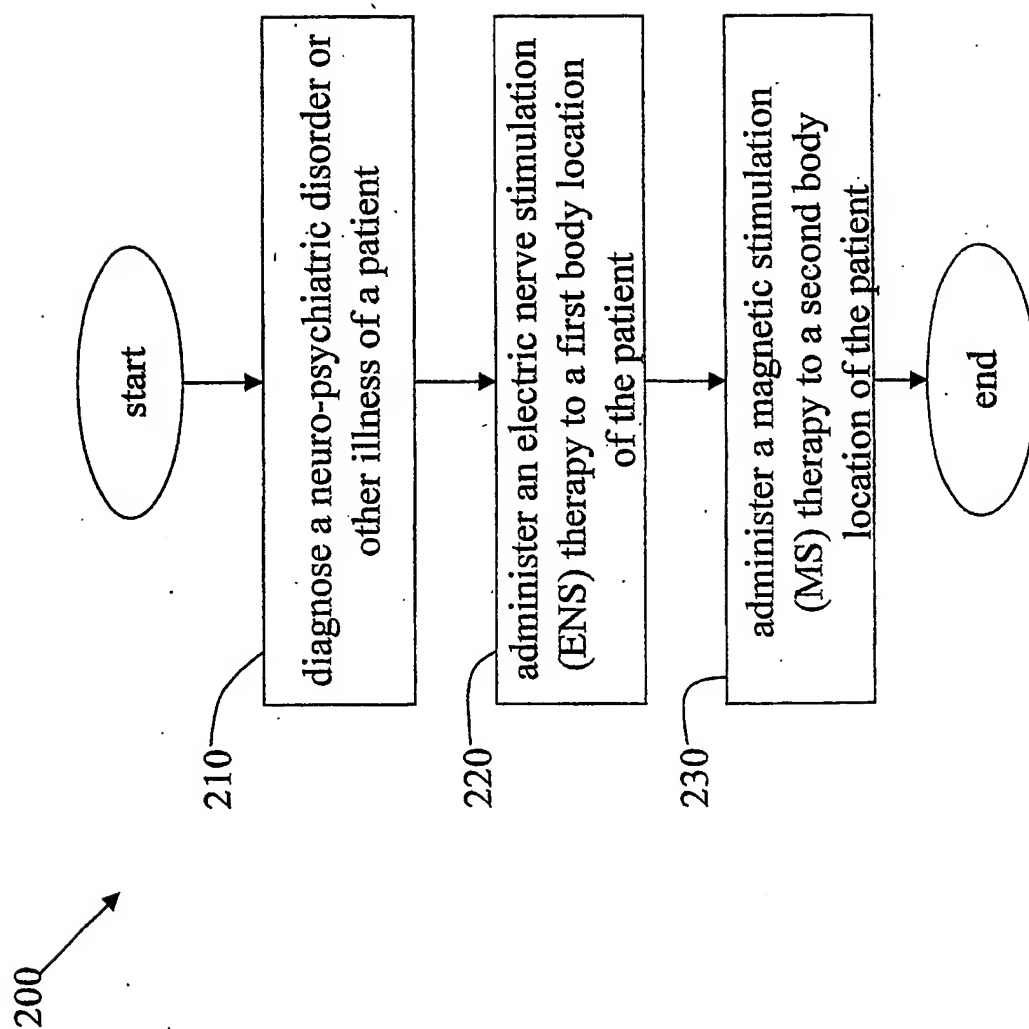 200
start
210
diagnose a neuro-psychiatric disorder or
other illness of a patient
220
administer an electric nerve stimulation
(ENS) therapy to a first body location
of the patient
230
administer a magnetic stimulation
(MS) therapy to a second body
location of the patient
end